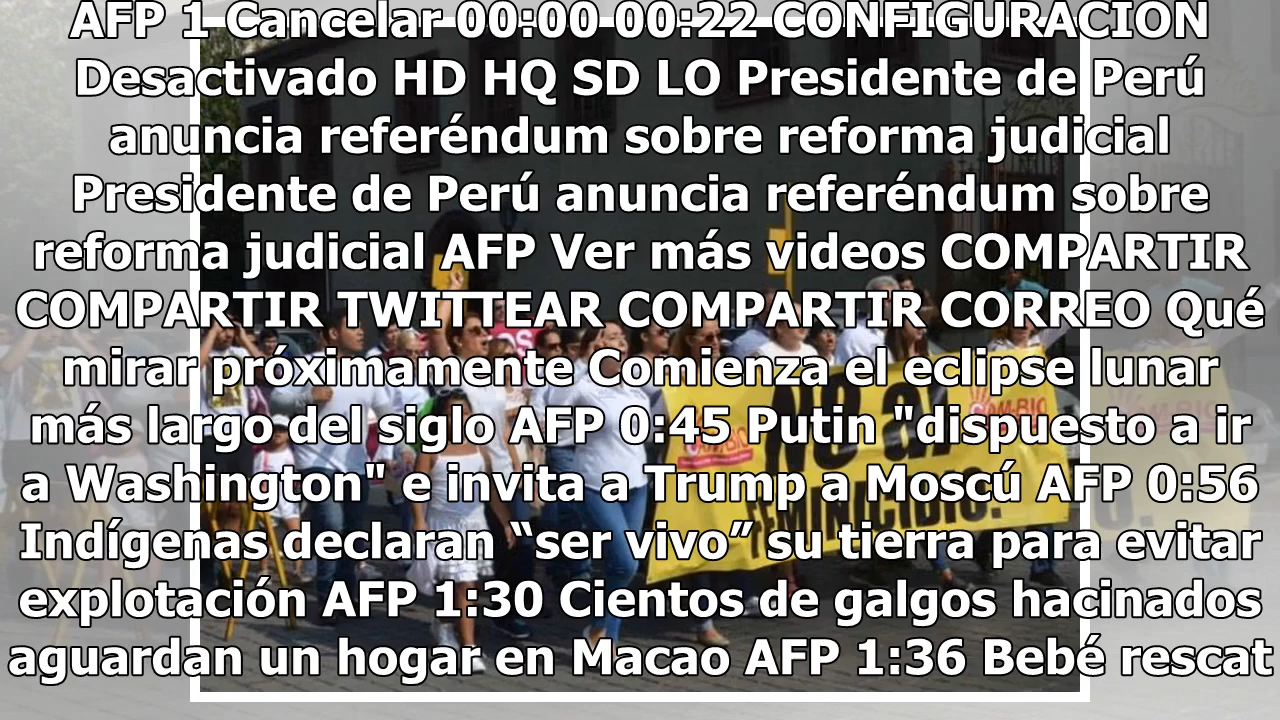 AFP 1 Cancelar 00:00 00:22 CONFIGURACIÓN
Desactivado HD HQ SD LO Presidente de Perú
anuncia referéndum sobre reforma judicial
Presidente de Perú anuncia referéndum sobre
reforma judicial AFP Ver más videos COMPARTIR
COMPARTIR TWITTEAR COMPARTIR CORREO Qué
mirar próximamente Comienza el eclipse lunar
más largo del siglo AFP 0:45 Putin "dispuesto a ir
a Washington" e invita a Trump a Moscú AFP 0:56
Indígenas declaran “ser vivo” su tierra para evitar
explotación AFP 1:30 Cientos de galgos hacinados
aguardan un hogar en Macao AFP 1:36 Bebé rescat
No al
FEMINICIDIO.